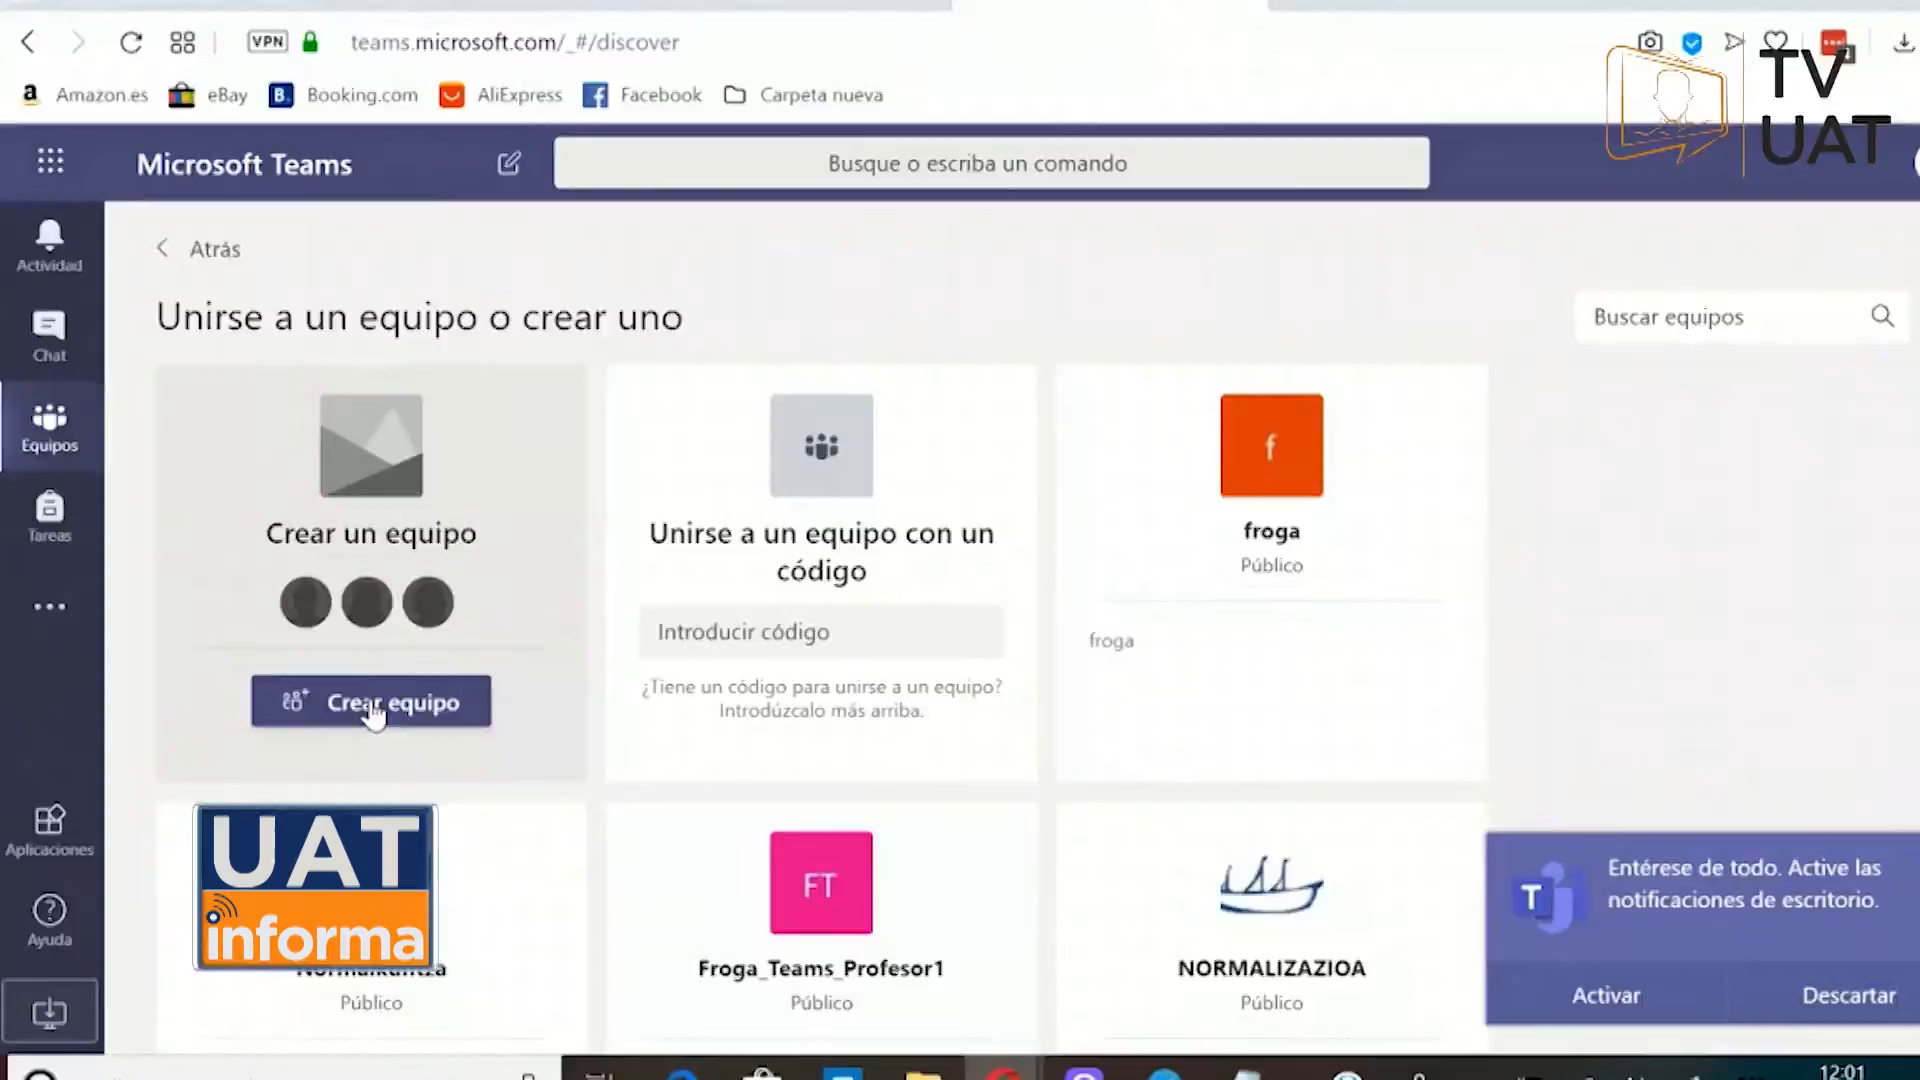 VPN
teams.microsoft.com/_#/discover
a Amazon.es eBay B. Booking.com AliExpress f Facebook Carpeta nueva
TV
UAT
Microsoft Teams
Busque o escriba un comando
Actividad
Chat
Equipos
Tareas
Aplicaciones
Ayuda
Atrás
Unirse a un equipo o crear uno
Buscar equipos
Crear un equipo
Crear equipo
Unirse a un equipo con un
código
Introducir código
¿Tiene un código para unirse a un equipo?
Introdúzcalo más arriba.
f
froga
Público
froga
UAT
informa
Público
FT
Froga_Teams_Profesor1
Público
NORMALIZAZIOA
Público
T
Entérese de todo. Active las
notificaciones de escritorio.
Activar Descartar
12:01